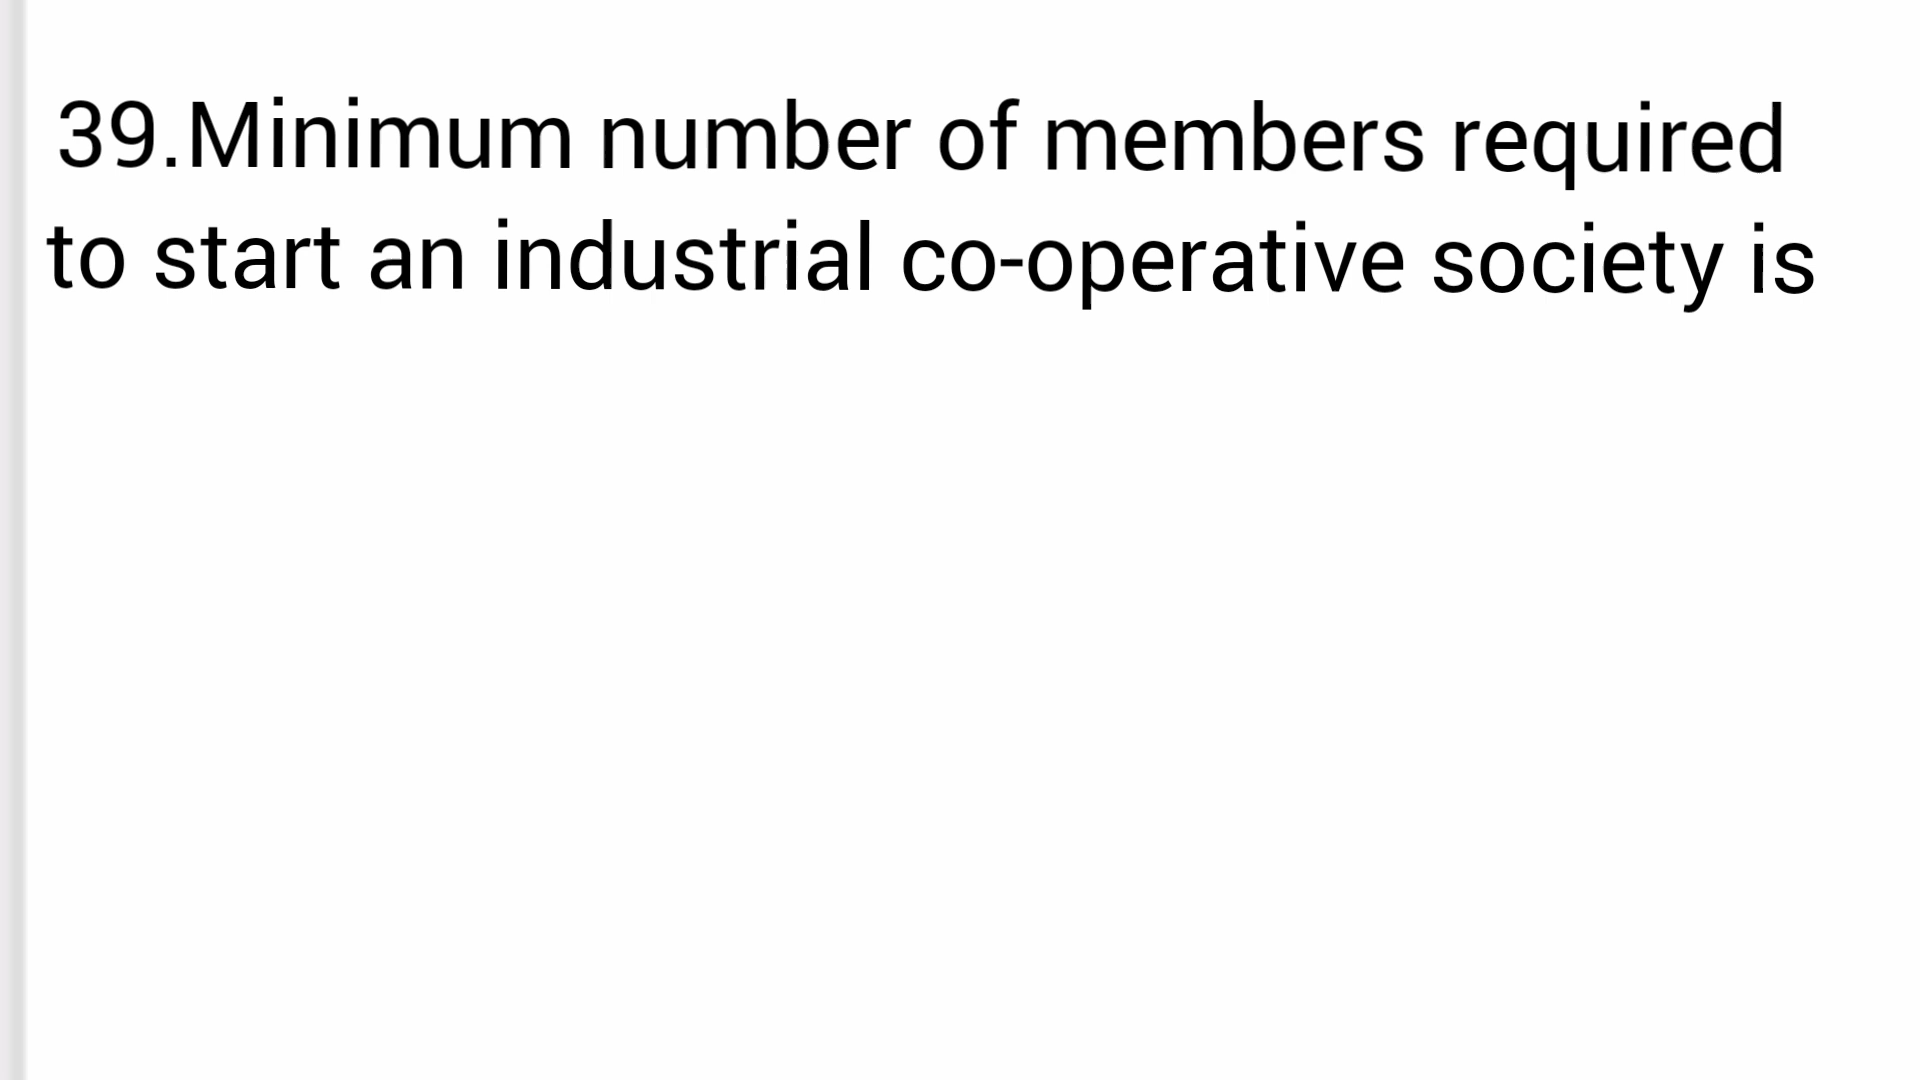 39.Minimum number of members required
to start an industrial co-operative society is